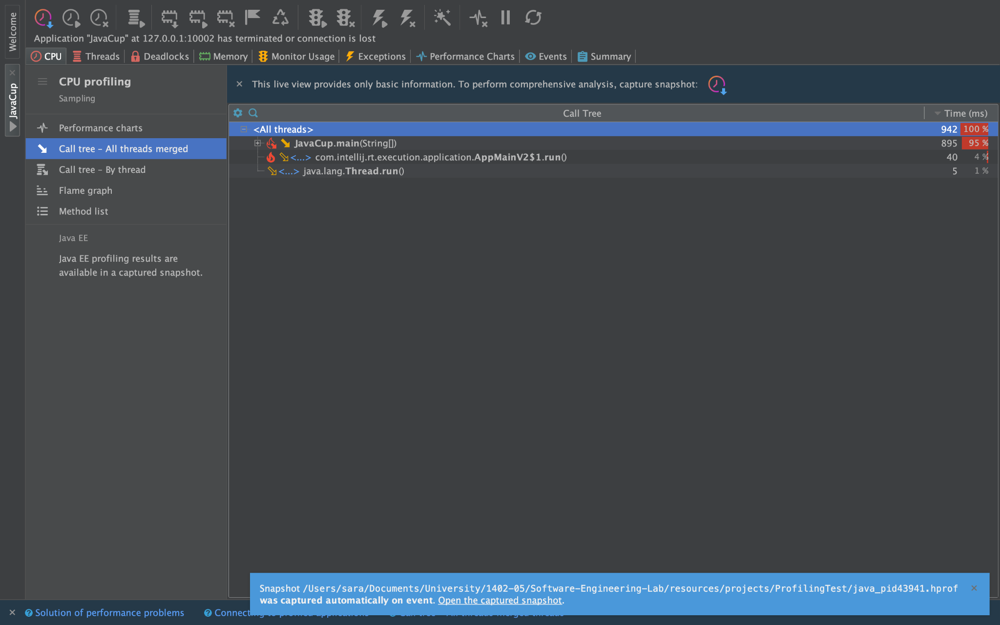 Welcome
JavaCup
Application "JavaCup" at 127.0.0.1:10002 has terminated or connection is lost
CPU Threads Deadlocks Memory Monitor Usage Exceptions Performance Charts Events Summary
CPU profiling
Sampling
Performance charts
Call tree – All threads merged
Call tree – By thread
Flame graph
Method list
Java EE
Java EE profiling results are
available in a captured snapshot.
This live view provides only basic information. To perform comprehensive analysis, capture snapshot:
Call Tree Time (ms)
<All threads> 942 100 %
JavaCup.main(String[]) 895 95 %
<...> com.intellij.rt.execution.application.AppMainV2$1.run() 40 4 %
<...> java.lang.Thread.run() 5 1 %
Snapshot /Users/sara/Documents/University/1402-05/Software-Engineering-Lab/resources/projects/ProfilingTest/java_pid43941.hprof
was captured automatically on event. Open the captured snapshot.
Solution of performance problems